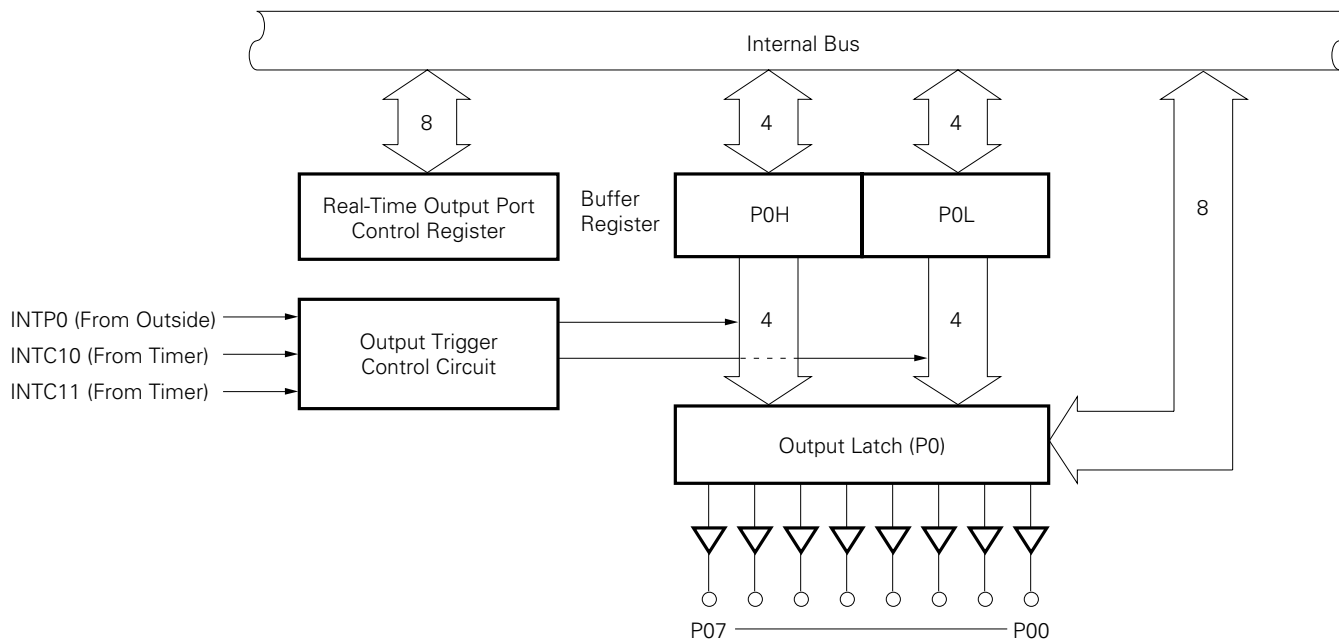 Internal Bus
8
4
4
Real-Time Output Port
Control Register
Buffer
Register
P0H
P0L
8
INTP0 (From Outside)
INTC10 (From Timer)
INTC11 (From Timer)
Output Trigger
Control Circuit
4
4
Output Latch (P0)
P07
P00